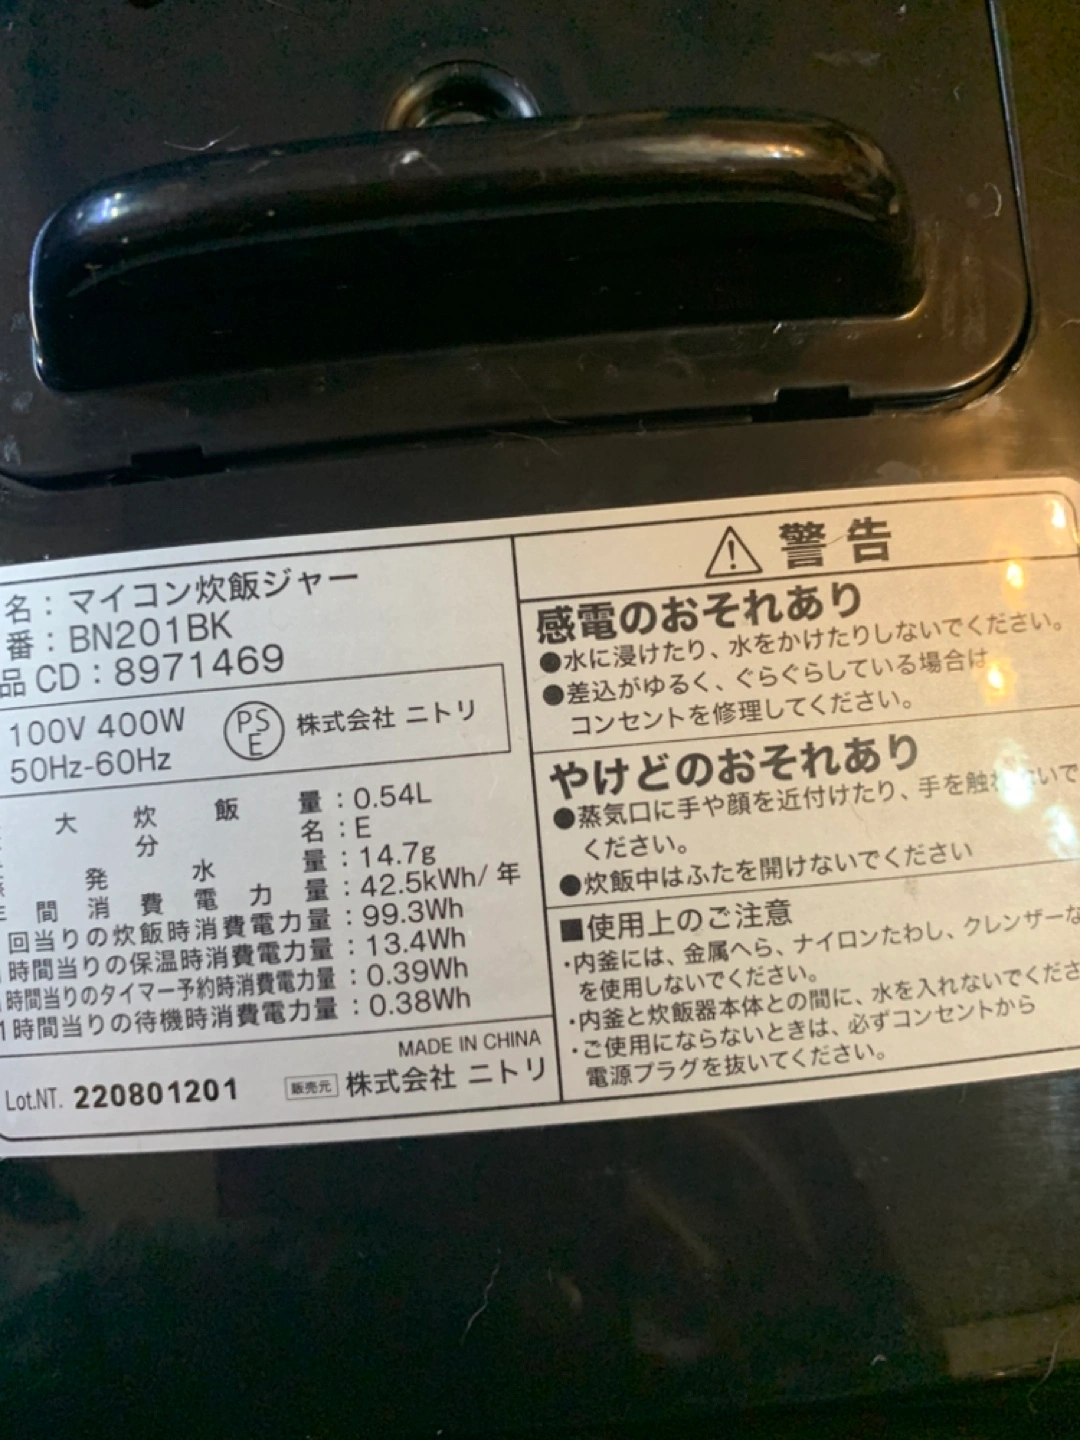 名：マイコン炊飯ジャー
番：BN201BK
品 CD：8971469
100V 400W
50Hz-60Hz
PS
E
株式会社 ニトリ
大炊飯量：0.54L
分名：E
発水量：14.7g
間消費電力量：42.5kWh/年
回当りの炊飯時消費電力量：99.3Wh
時間当りの保温時消費電力量：13.4Wh
時間当りのタイマー予約時消費電力量：0.39Wh
1時間当りの待機時消費電力量：0.38Wh
MADE IN CHINA
Lot.NT. 220801201
販売元 株式会社 ニトリ
警告
感電のおそれあり
●水に浸けたり、水をかけたりしないでください。
●差込がゆるく、ぐらぐらしている場合は
コンセントを修理してください。
やけどのおそれあり
●蒸気口に手や顔を近付けたり、手を触れないで
ください。
●炊飯中はふたを開けないでください
■使用上のご注意
・内釜には、金属へら、ナイロンたわし、クレンザーな
を使用しないでください。
・内釜と炊飯器本体との間に、水を入れないでくださ
・ご使用にならないときは、必ずコンセントから
電源プラグを抜いてください。